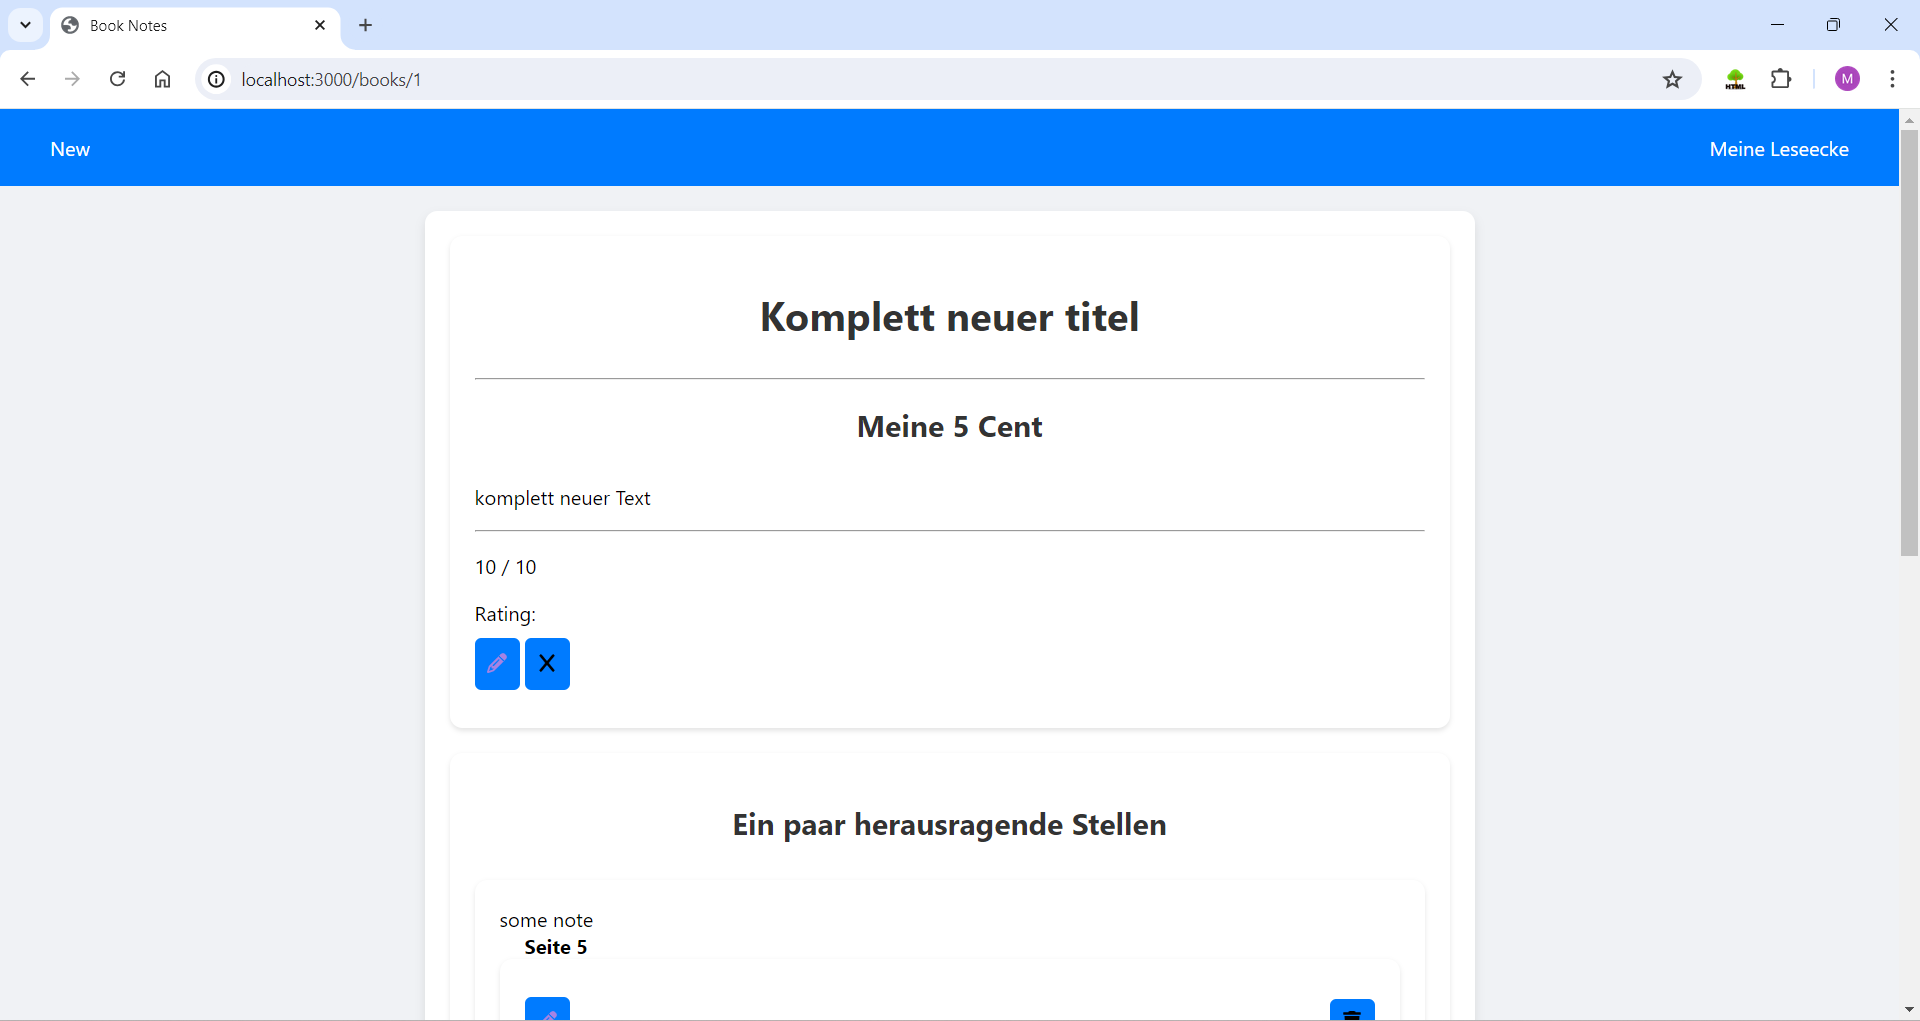 Book Notes
localhost:3000/books/1
HTML
M
New
Meine Leseecke
Komplett neuer titel
Meine 5 Cent
komplett neuer Text
10 / 10
Rating:
Ein paar herausragende Stellen
some note
Seite 5